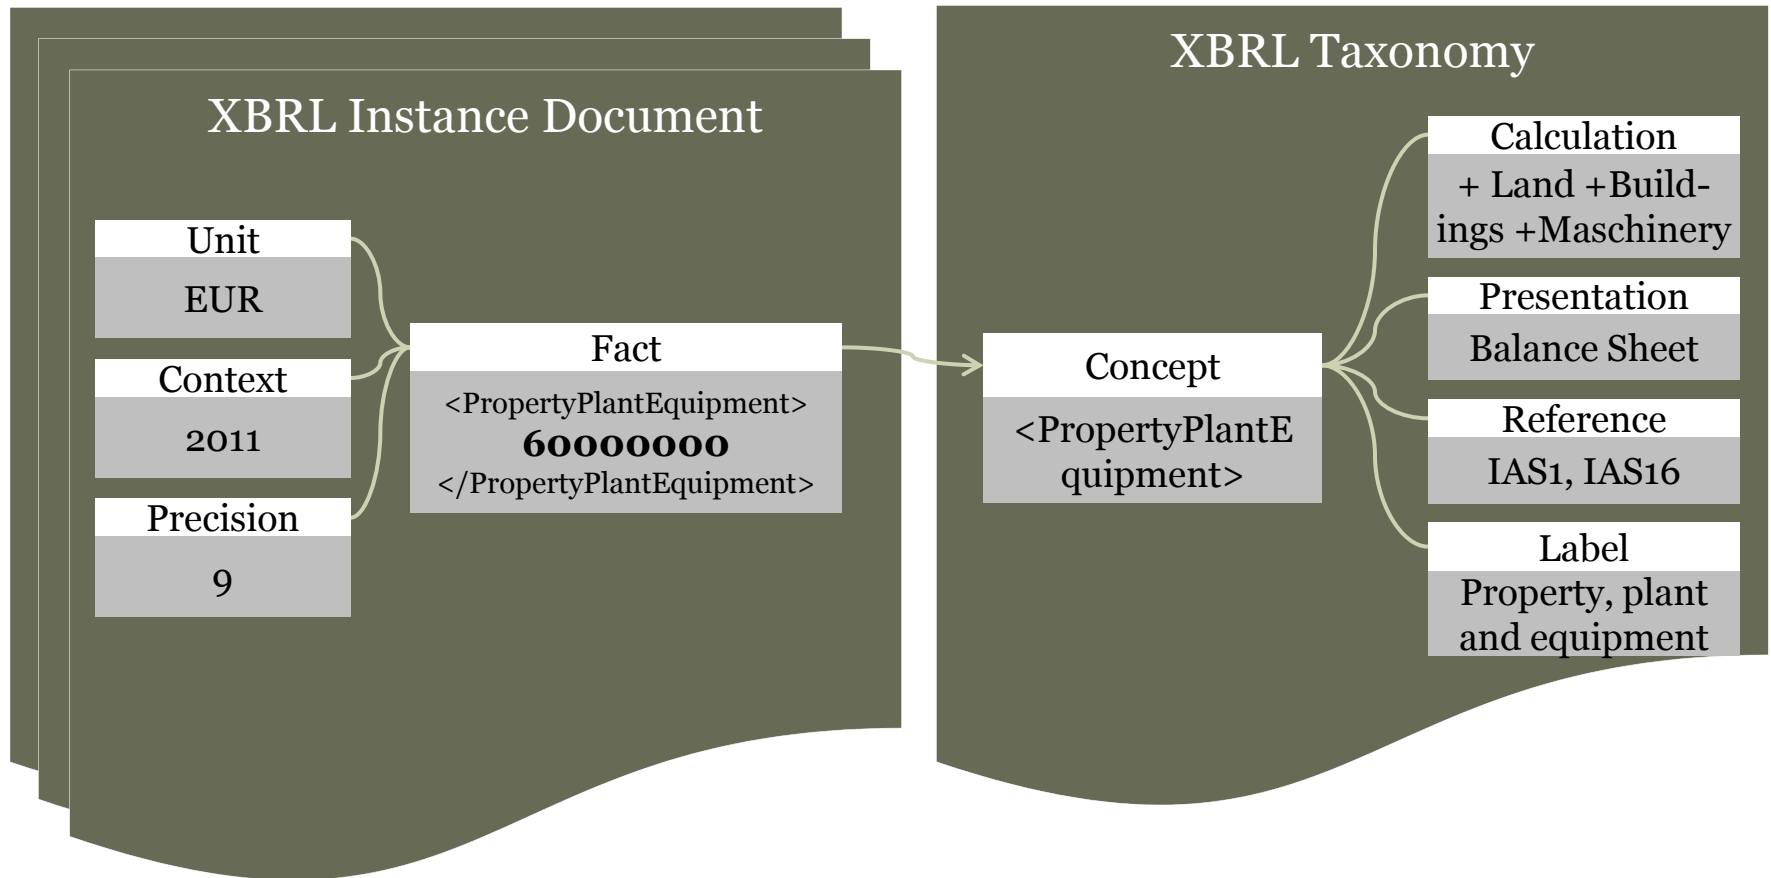 XBRL Instance Document
Unit
EUR
Context
2011
Precision
9
Fact
<PropertyPlantEquipment>
60000000
</PropertyPlantEquipment>
XBRL Taxonomy
Concept
<PropertyPlantE
quipment>
Calculation
+ Land +Build-
ings +Maschinery
Presentation
Balance Sheet
Reference
IAS1, IAS16
Label
Property, plant
and equipment